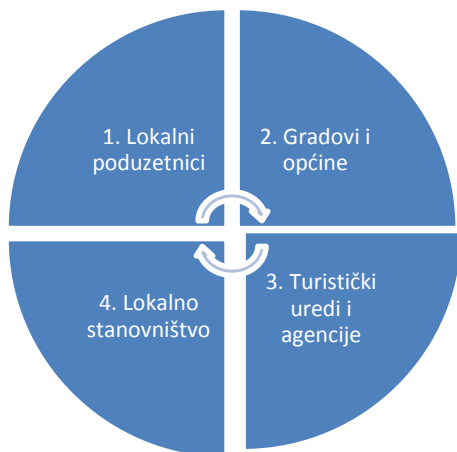 1. Lokalni
poduzetnici
2. Gradovi i
općine
3. Turistički
uredi i
agencije
4. Lokalno
stanovništvo